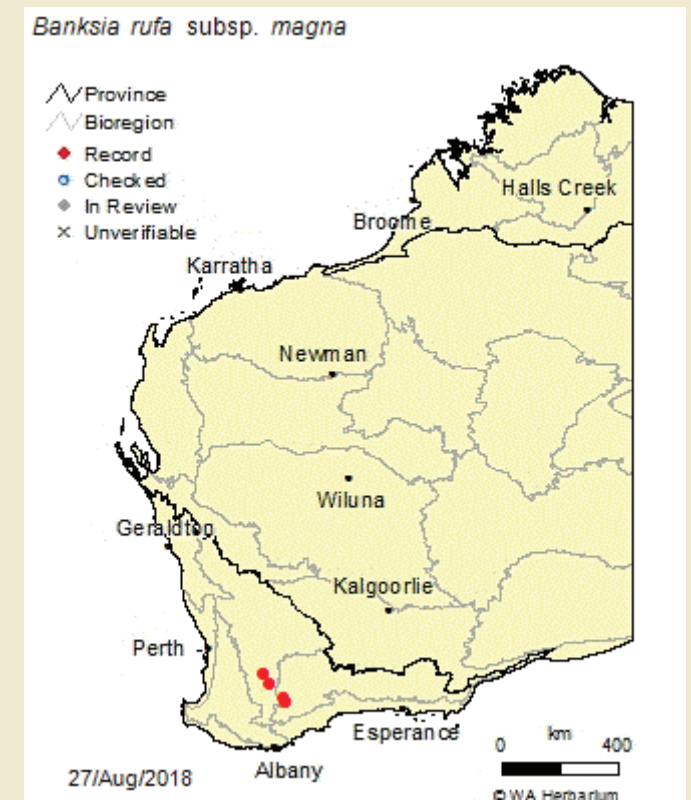 Banksia rufa subsp. magna
Province
Bioregion
Record
Checked
In Review
Unverifiable
Halls Creek
Broome
Karratha
Newman
Wiluna
Geraldton
Kalgoorlie
Perth
Esperance
Albany
0 km 400
27/Aug/2018
© WA Herbarium